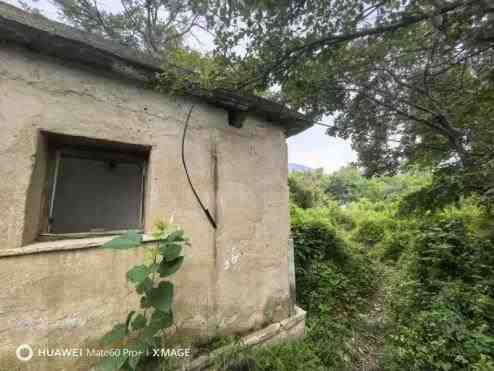 HUAWEI Mate60 Pro+ | XMAGE